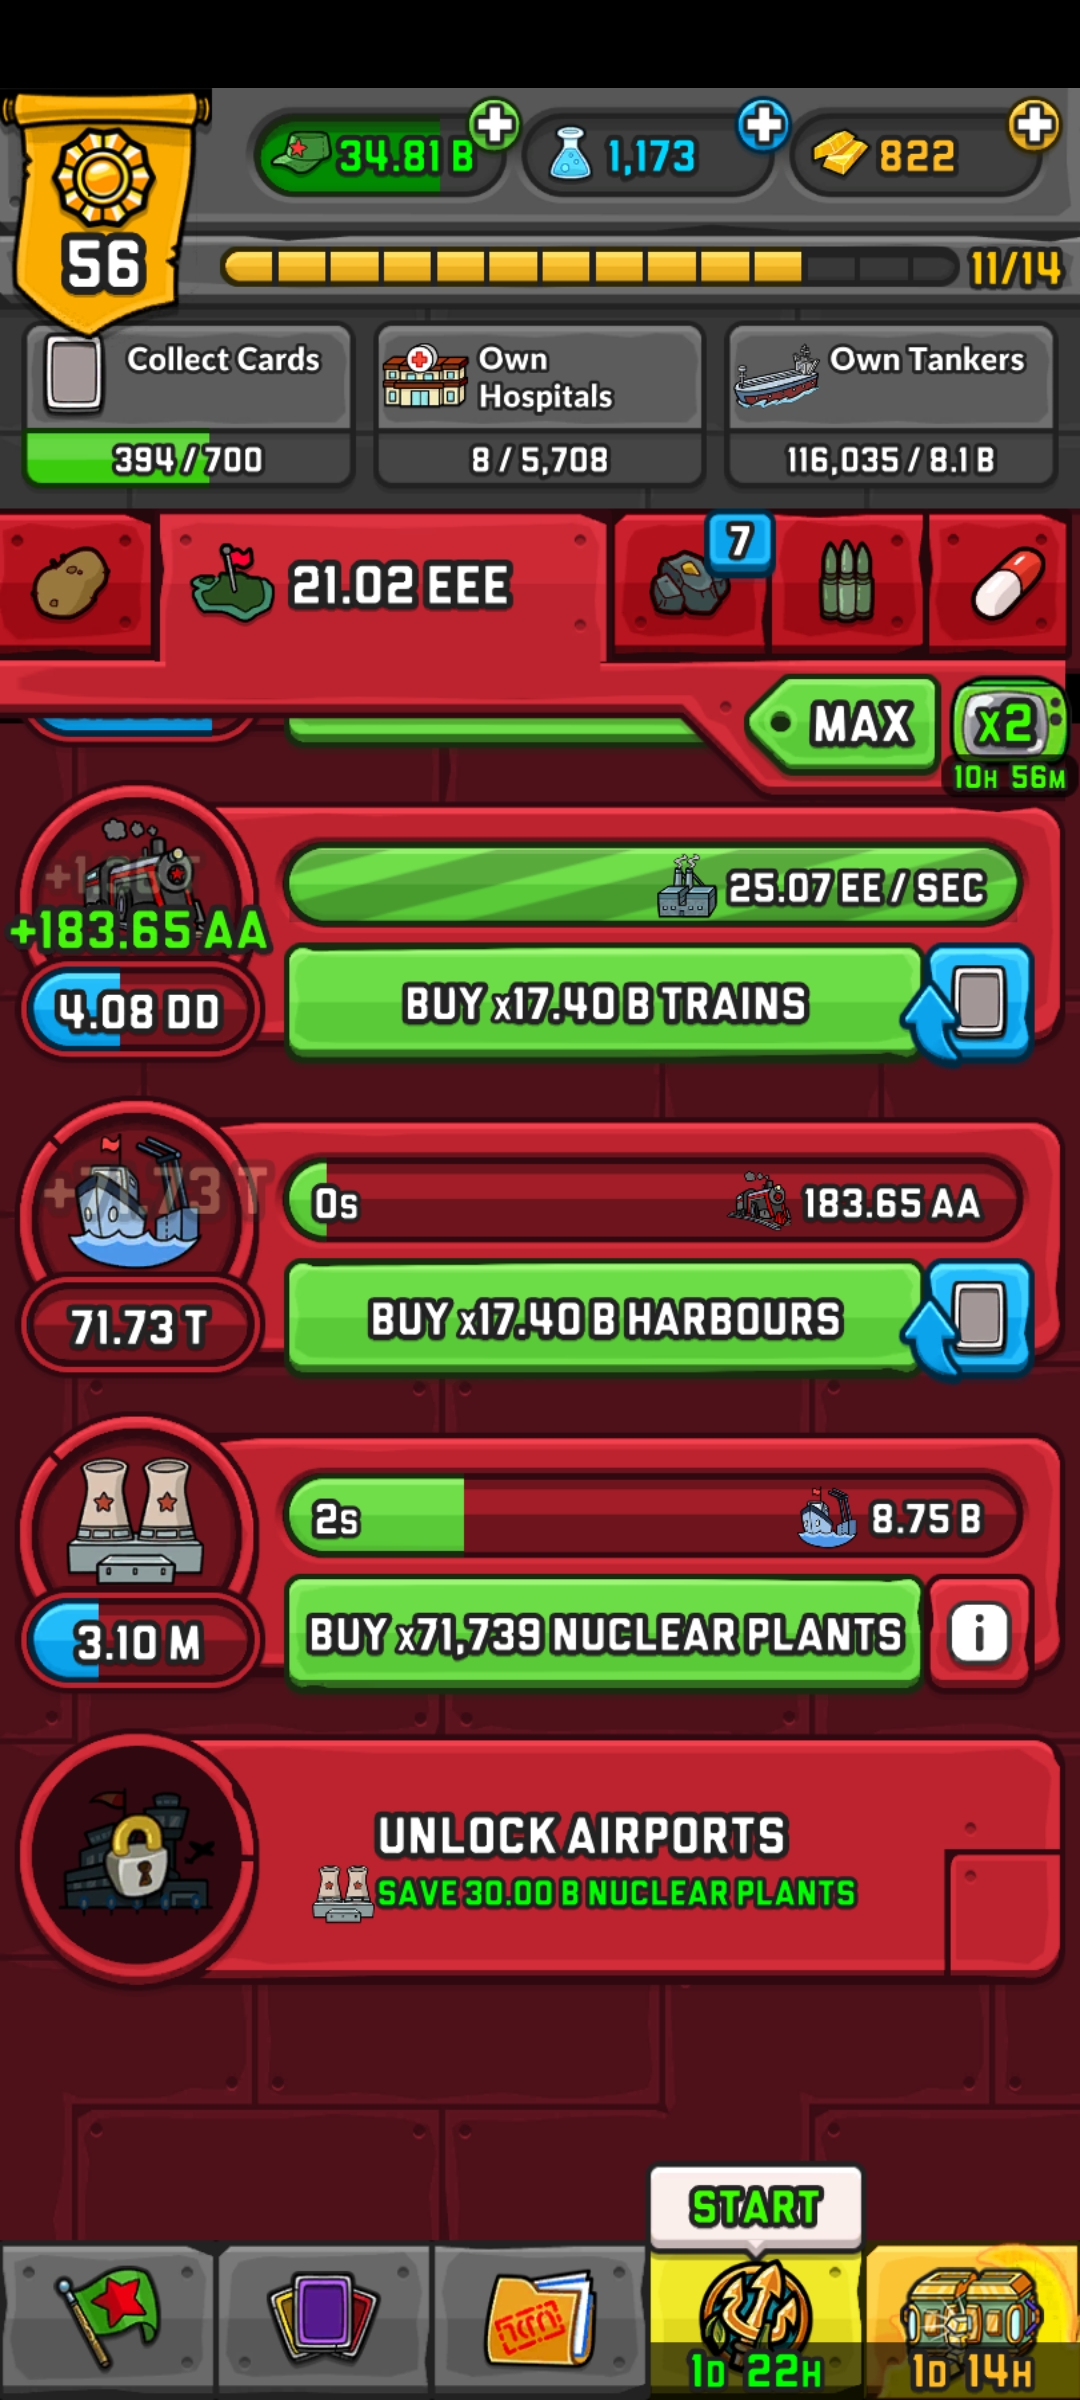 34.81 B
1,173
822
56
11/14
Collect Cards
Own
Hospitals
Own Tankers
394 / 700
8 / 5,708
116,035 / 8.1 B
21.02 EEE
7
MAX
x2
10H 56M
25.07 EE / SEC
+183.65 AA
4.08 DD
BUY x17.40 B TRAINS
+71.73 T
0s
183.65 AA
71.73 T
BUY x17.40 B HARBOURS
2s
8.75 B
3.10 M
BUY x71,739 NUCLEAR PLANTS
i
UNLOCK AIRPORTS
SAVE 30.00 B NUCLEAR PLANTS
START
1D 22H
1D 14H